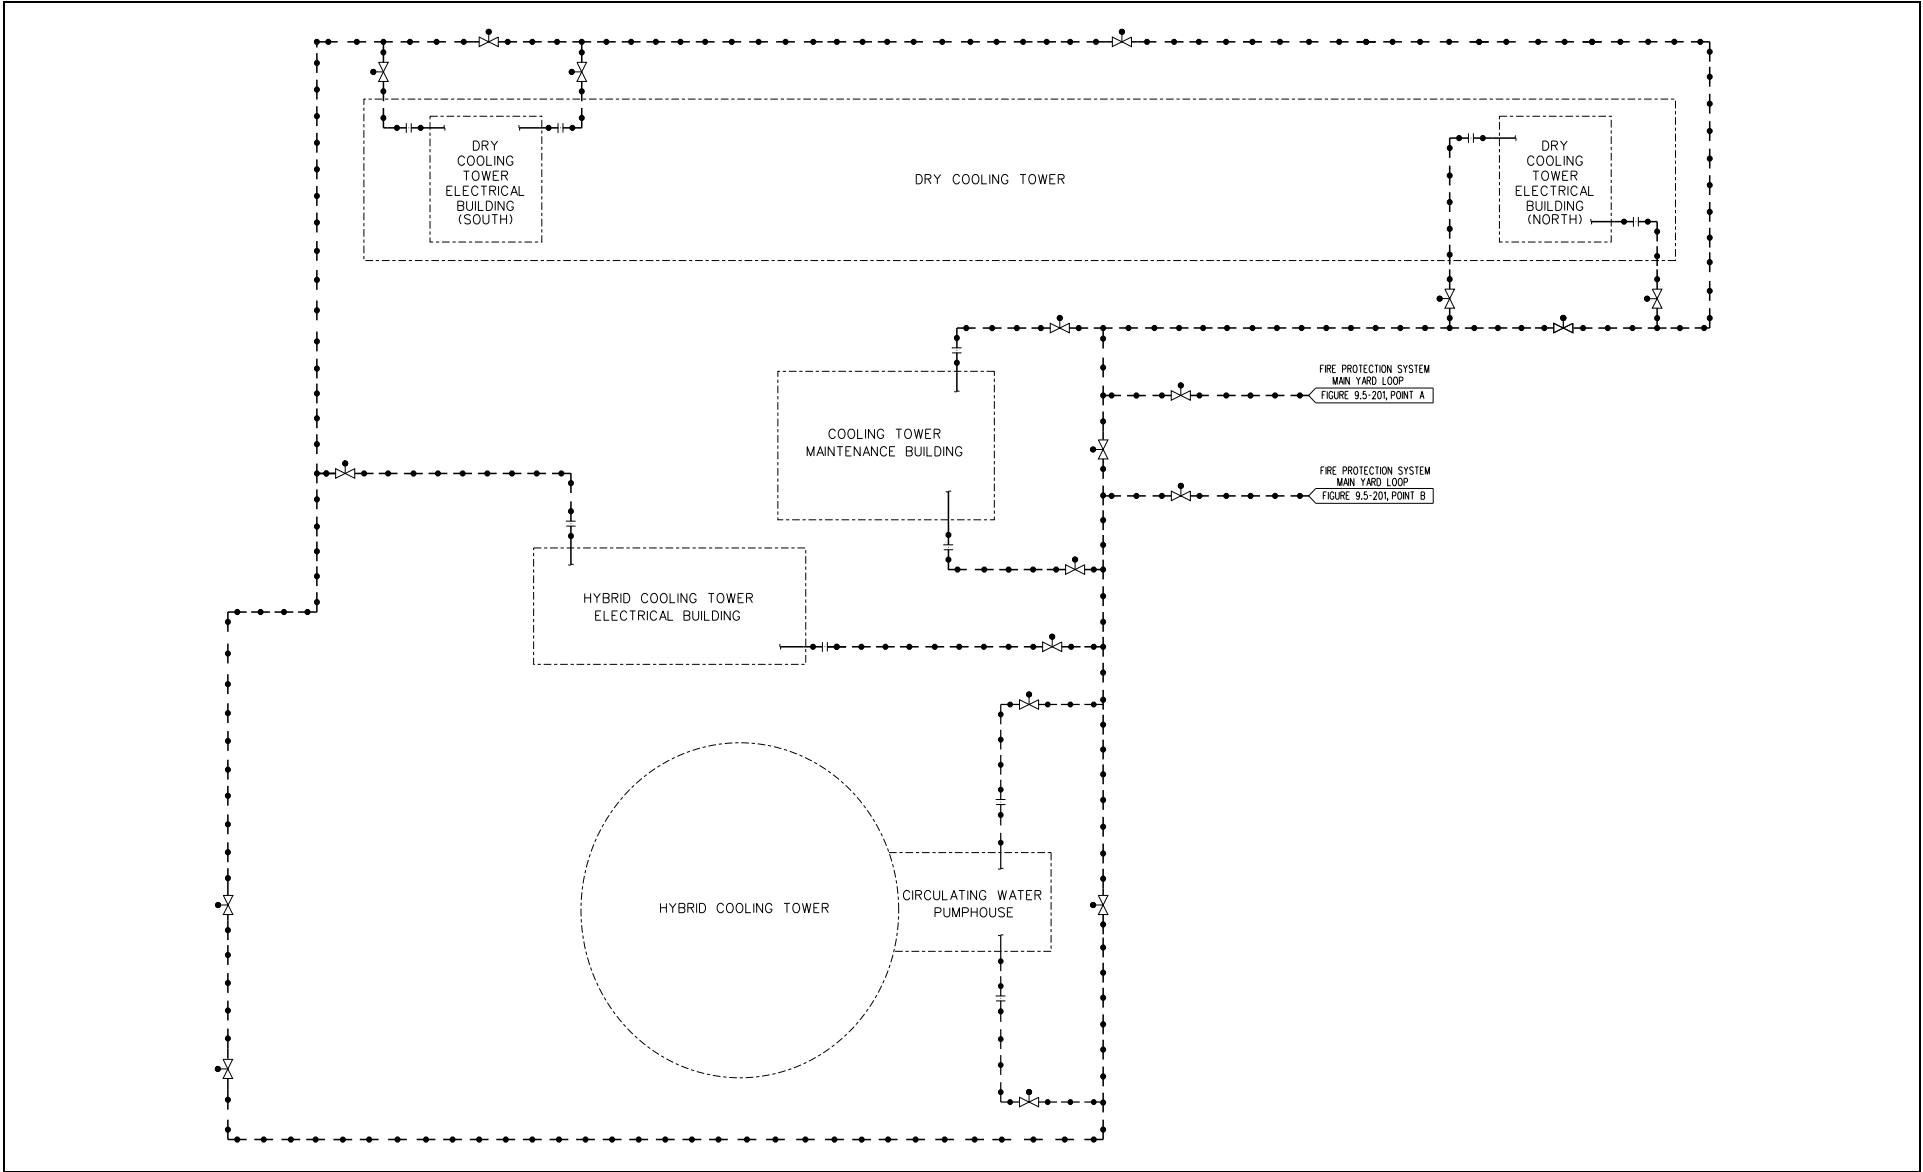 DRY
COOLING
TOWER
ELECTRICAL
BUILDING
(SOUTH)
DRY COOLING TOWER
DRY
COOLING
TOWER
ELECTRICAL
BUILDING
(NORTH)
FIRE PROTECTION SYSTEM
MAIN YARD LOOP
FIGURE 9.5-201, POINT A
COOLING TOWER
MAINTENANCE BUILDING
FIRE PROTECTION SYSTEM
MAIN YARD LOOP
FIGURE 9.5-201, POINT B
HYBRID COOLING TOWER
ELECTRICAL BUILDING
HYBRID COOLING TOWER
CIRCULATING WATER
PUMPHOUSE